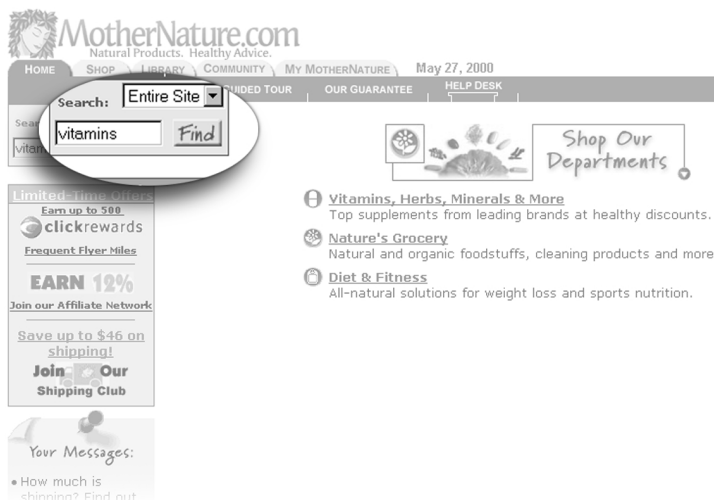 MotherNature.com
Natural Products. Healthy Advice.
HOME SHOP LIBRARY COMMUNITY MY MOTHERNATURE May 27, 2000
GUIDED TOUR OUR GUARANTEE HELP DESK
Search: Entire Site
vitamins Find
Shop Our
Departments
Limited-Time Offers
Earn up to 500
clickrewards
Frequent Flyer Miles
EARN 12%
Join our Affiliate Network
Save up to $46 on
shipping!
Join Our
Shipping Club
Vitamins, Herbs, Minerals & More
Top supplements from leading brands at healthy discounts.
Nature's Grocery
Natural and organic foodstuffs, cleaning products and more
Diet & Fitness
All-natural solutions for weight loss and sports nutrition.
Your Messages:
• How much is
shipping? Find out